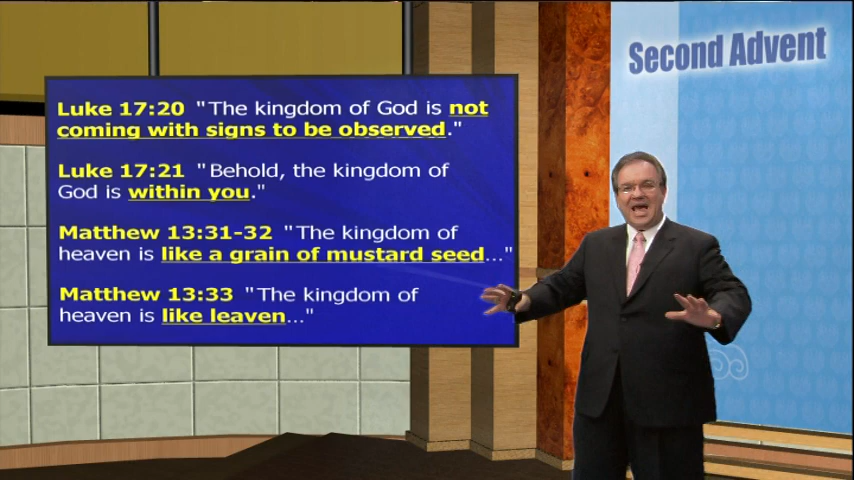 Second Advent
Luke 17:20 "The kingdom of God is not
coming with signs to be observed."
Luke 17:21 "Behold, the kingdom of
God is within you."
Matthew 13:31-32 "The kingdom of
heaven is like a grain of mustard seed..."
Matthew 13:33 "The kingdom of
heaven is like leaven..."